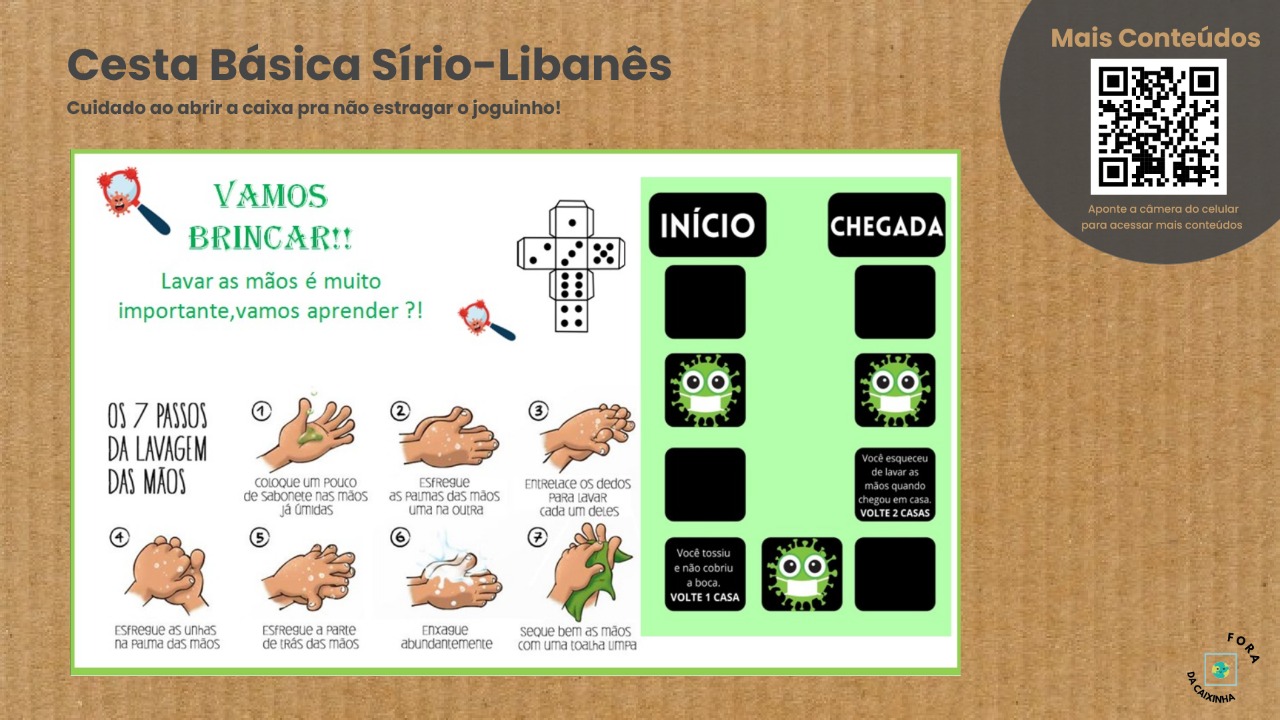 Cesta Básica Sírio-Libanês
Cuidado ao abrir a caixa pra não estragar o joguinho!
Mais Conteúdos
Aponte a câmera do celular
para acessar mais conteúdos
VAMOS
BRINCAR!!
Lavar as mãos é muito
importante,vamos aprender ?!
OS 7 PASSOS
DA LAVAGEM
DAS MÃOS
1
COLOQUE UM POUCO
DE SABONETE NAS MÃOS
JÁ ÚMIDAS
2
ESFREGUE
AS PALMAS DAS MÃOS
UMA NA OUTRA
3
ENTRELACE OS DEDOS
PARA LAVAR
CADA UM DELES
4
ESFREGUE AS UNHAS
NA PALMA DAS MÃOS
5
ESFREGUE A PARTE
DE TRÁS DAS MÃOS
6
ENXAGUE
ABUNDANTEMENTE
7
SEQUE BEM AS MÃOS
COM UMA TOALHA LIMPA
INÍCIO
CHEGADA
Você esqueceu
de lavar as
mãos quando
chegou em casa.
VOLTE 2 CASAS
Você tossiu
e não cobriu
a boca.
VOLTE 1 CASA
FORA
DA CAIXINHA